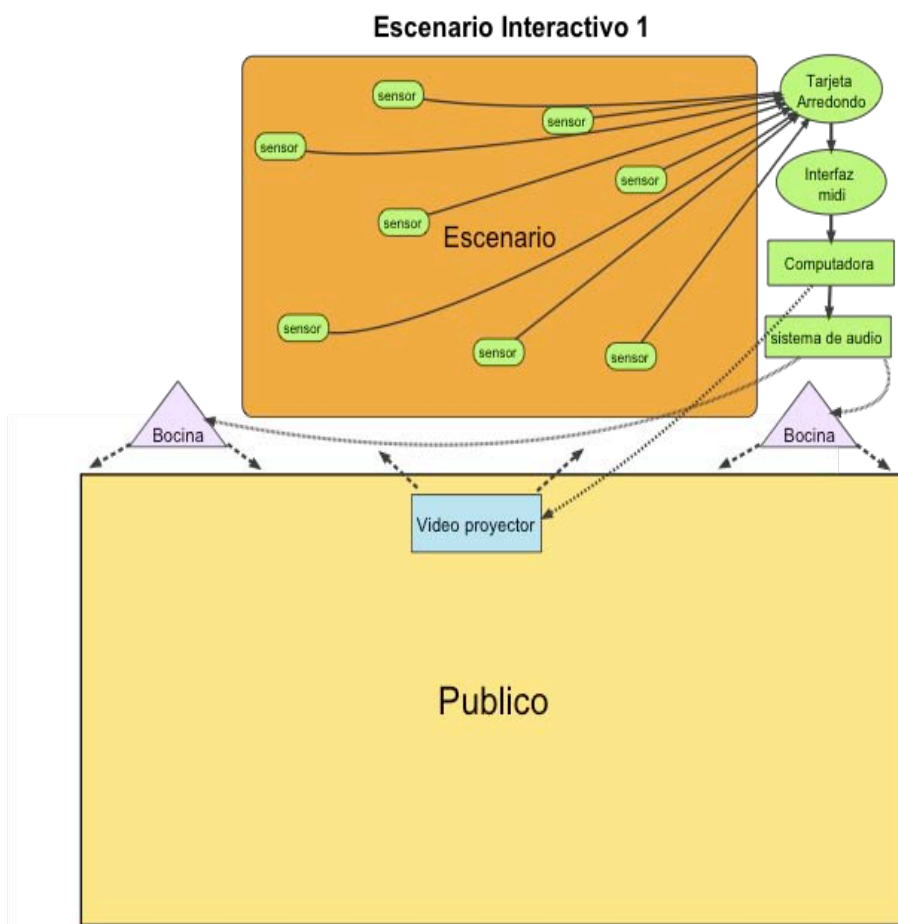 Escenario Interactivo 1
Tarjeta
Arredondo
sensor
sensor
sensor
sensor
Interfaz
midi
sensor
Escenario
Computadora
sensor
sistema de audio
sensor
sensor
Bocina
Bocina
Video proyector
Publico